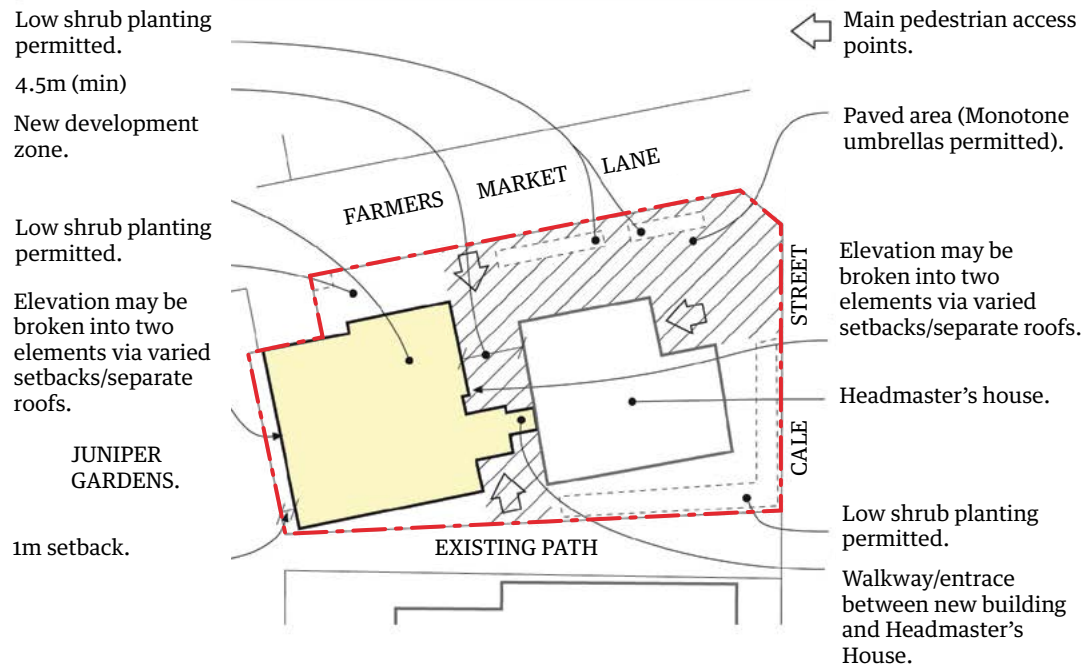 Low shrub planting
permitted.
4.5m (min)
New development
zone.
Low shrub planting
permitted.
Elevation may be
broken into two
elements via varied
setbacks/separate
roofs.
JUNIPER
GARDENS.
1m setback.
FARMERS MARKET LANE
STREET
CALE
EXISTING PATH
Main pedestrian access
points.
Paved area (Monotone
umbrellas permitted).
Elevation may be
broken into two
elements via varied
setbacks/separate roofs.
Headmaster’s house.
Low shrub planting
permitted.
Walkway/entrace
between new building
and Headmaster’s
House.